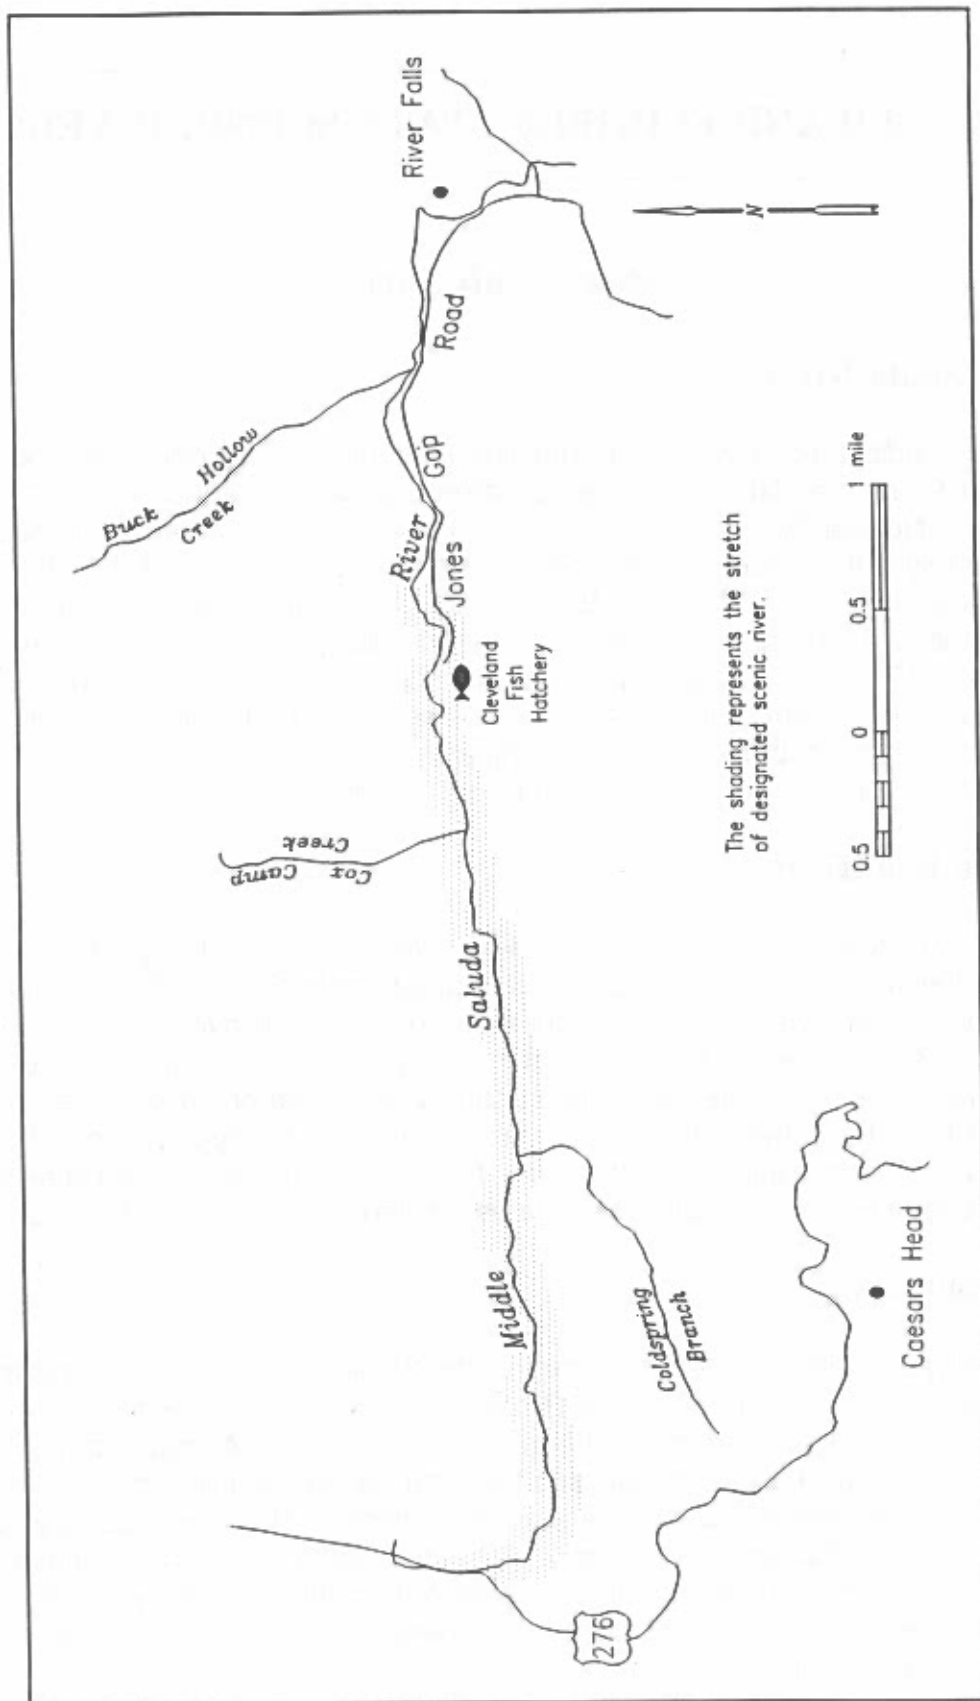 River Falls
Buck Hollow
Creek
River
Jones Gap Road
Cleveland
Fish
Hatchery
Cox Camp
Creek
Middle Saluda
Coldspring
Branch
Caesars Head
276
N
The shading represents the stretch
of designated scenic river.
0.5 0 0.5 1 mile